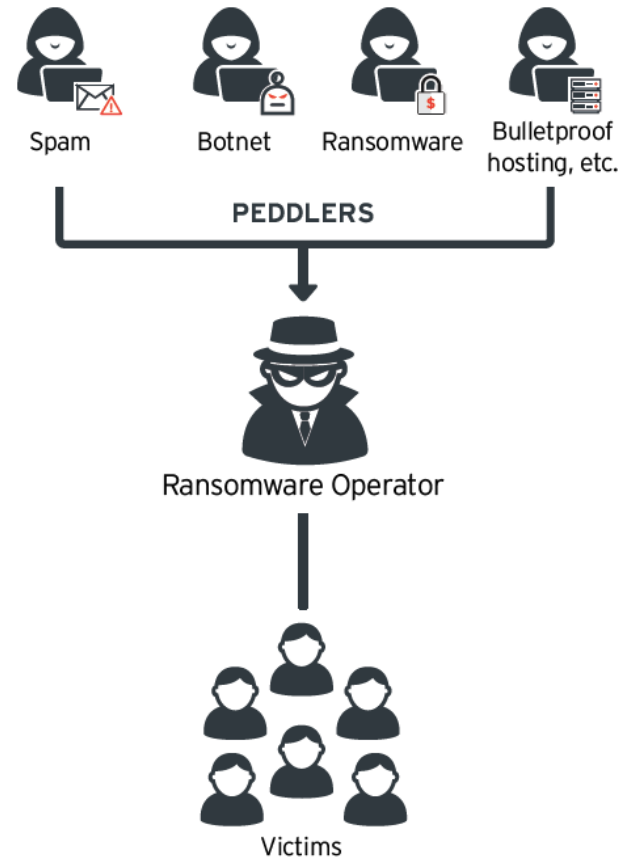 Spam
Botnet
Ransomware
Bulletproof
hosting, etc.
PEDDLERS
$
Ransomware Operator
Victims